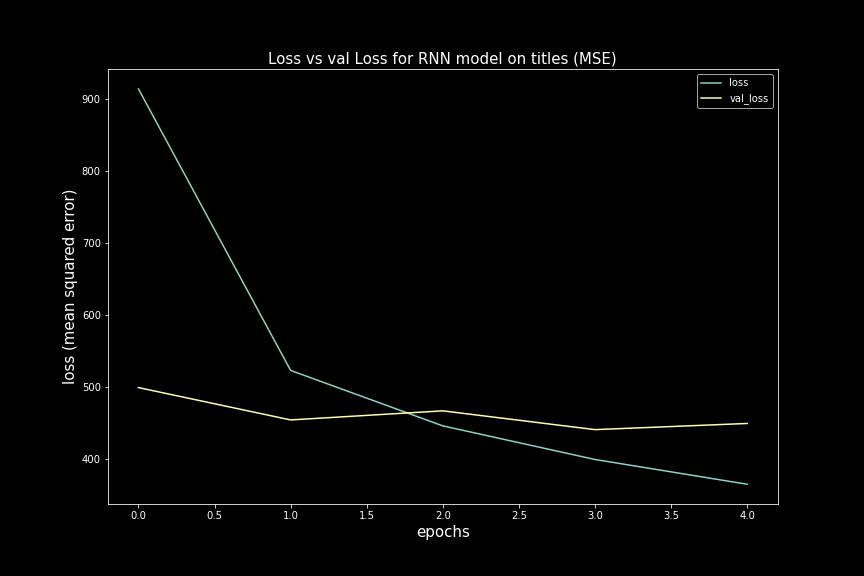 Loss vs val Loss for RNN model on titles (MSE)
loss
val_loss
900
800
700
600
500
400
loss (mean squared error)
0.0 0.5 1.0 1.5 2.0 2.5 3.0 3.5 4.0
epochs